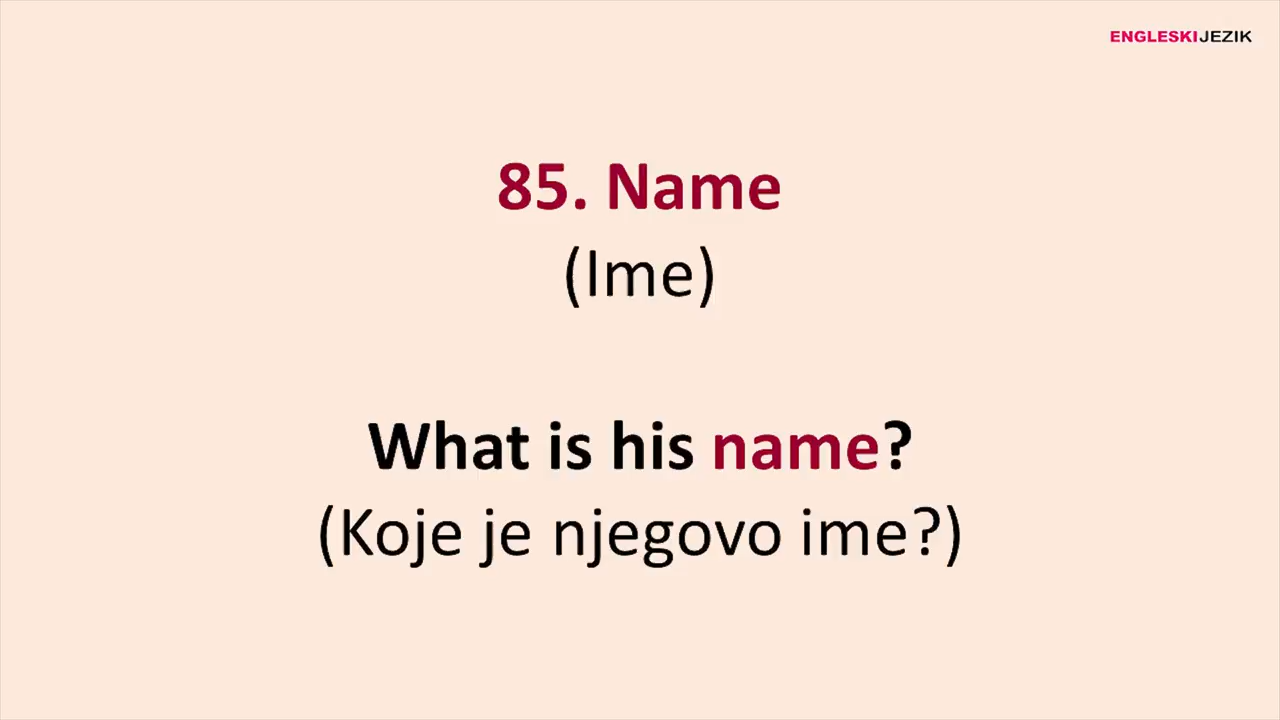 ENGLESKIJEZIK
85. Name
(Ime)
What is his name?
(Koje je njegovo ime?)